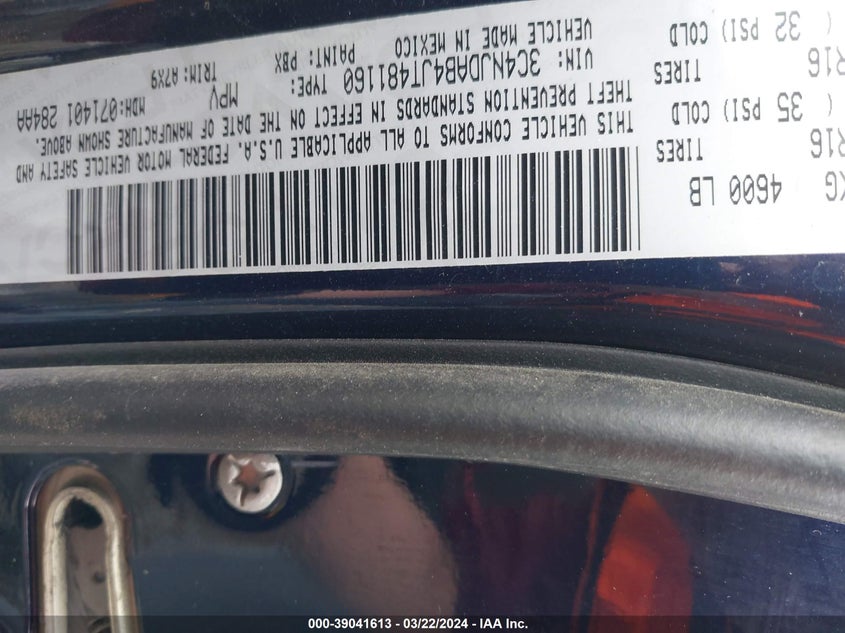 KG 4600 LB
R16 TIRES
( 35 PSI) COLD
R16 TIRES
( 32 PSI) COLD
THIS VEHICLE CONFORMS TO ALL APPLICABLE U.S.A. FEDERAL MOTOR VEHICLE SAFETY AND
THEFT PREVENTION STANDARDS IN EFFECT ON THE DATE OF MANUFACTURE SHOWN ABOVE.
VIN: 3C4NJDAB4JT481160 TYPE: MPV MDH:071401 284AA
VEHICLE MADE IN MEXICO PAINT: PBX TRIM: A7X9
000-39041613 - 03/22/2024 - IAA Inc.